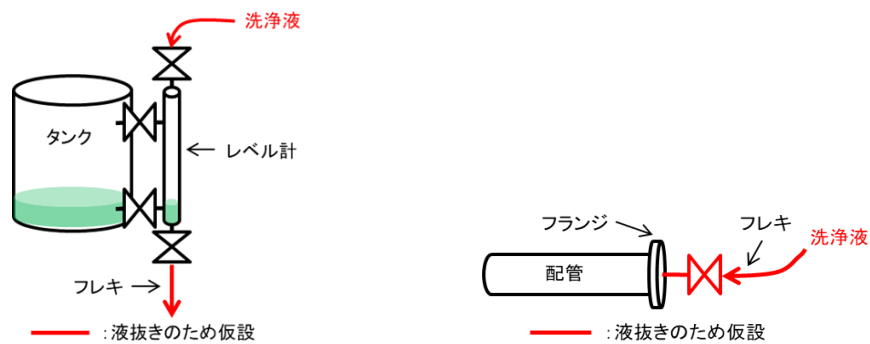 洗浄液
タンク
レベル計
フレキ
：液抜きのため仮設
フランジ
フレキ
洗浄液
配管
：液抜きのため仮設